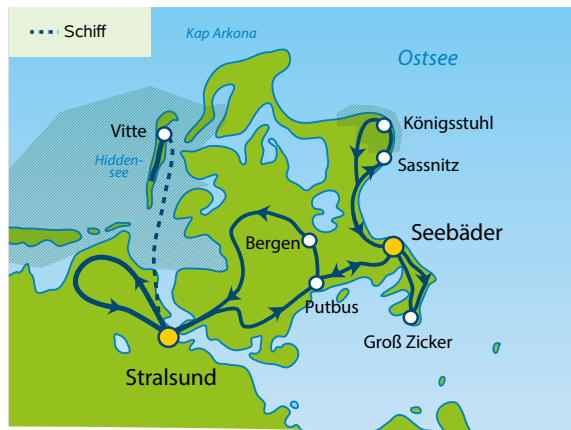 Schiff
Kap Arkona
Ostsee
Vitte
Königsstuhl
Hidden-
see
Sassnitz
Seebäder
Bergen
Putbus
Groß Zicker
Stralsund